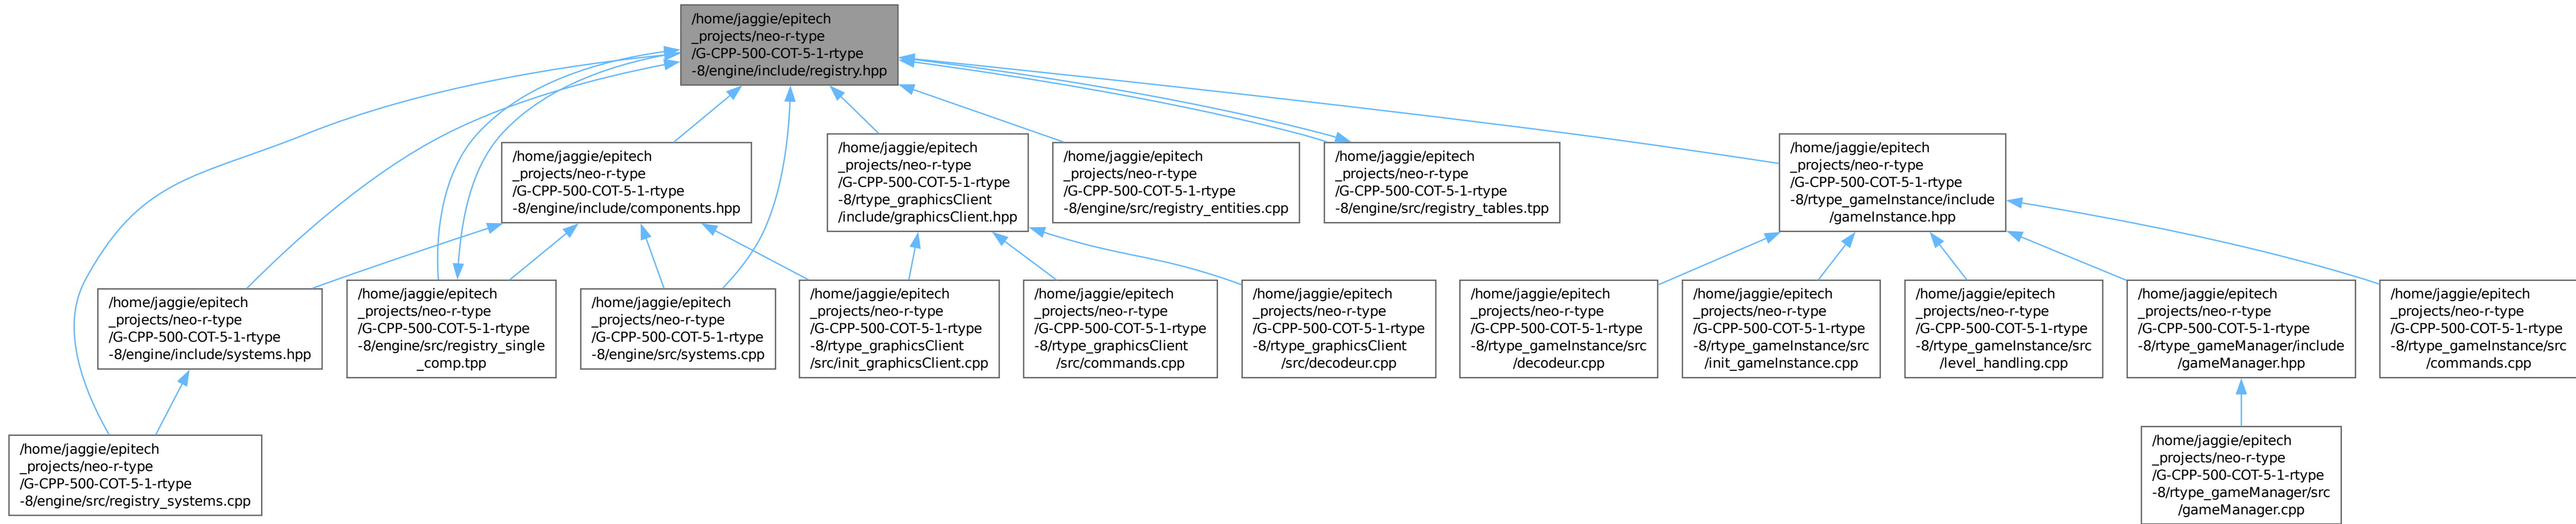 /home/jaggie/epitech
_projects/neo-r-type
/G-CPP-500-COT-5-1-rtype
-8/engine/include/registry.hpp
/home/jaggie/epitech
_projects/neo-r-type
/G-CPP-500-COT-5-1-rtype
-8/engine/include/components.hpp
/home/jaggie/epitech
_projects/neo-r-type
/G-CPP-500-COT-5-1-rtype
-8/rtype_graphicsClient
/include/graphicsClient.hpp
/home/jaggie/epitech
_projects/neo-r-type
/G-CPP-500-COT-5-1-rtype
-8/engine/src/registry_entities.cpp
/home/jaggie/epitech
_projects/neo-r-type
/G-CPP-500-COT-5-1-rtype
-8/engine/src/registry_tables.tpp
/home/jaggie/epitech
_projects/neo-r-type
/G-CPP-500-COT-5-1-rtype
-8/rtype_gameInstance/include
/gameInstance.hpp
/home/jaggie/epitech
_projects/neo-r-type
/G-CPP-500-COT-5-1-rtype
-8/engine/include/systems.hpp
/home/jaggie/epitech
_projects/neo-r-type
/G-CPP-500-COT-5-1-rtype
-8/engine/src/registry_single
_comp.tpp
/home/jaggie/epitech
_projects/neo-r-type
/G-CPP-500-COT-5-1-rtype
-8/engine/src/systems.cpp
/home/jaggie/epitech
_projects/neo-r-type
/G-CPP-500-COT-5-1-rtype
-8/rtype_graphicsClient
/src/init_graphicsClient.cpp
/home/jaggie/epitech
_projects/neo-r-type
/G-CPP-500-COT-5-1-rtype
-8/rtype_graphicsClient
/src/commands.cpp
/home/jaggie/epitech
_projects/neo-r-type
/G-CPP-500-COT-5-1-rtype
-8/rtype_graphicsClient
/src/decodeur.cpp
/home/jaggie/epitech
_projects/neo-r-type
/G-CPP-500-COT-5-1-rtype
-8/rtype_gameInstance/src
/decodeur.cpp
/home/jaggie/epitech
_projects/neo-r-type
/G-CPP-500-COT-5-1-rtype
-8/rtype_gameInstance/src
/init_gameInstance.cpp
/home/jaggie/epitech
_projects/neo-r-type
/G-CPP-500-COT-5-1-rtype
-8/rtype_gameInstance/src
/level_handling.cpp
/home/jaggie/epitech
_projects/neo-r-type
/G-CPP-500-COT-5-1-rtype
-8/rtype_gameManager/include
/gameManager.hpp
/home/jaggie/epitech
_projects/neo-r-type
/G-CPP-500-COT-5-1-rtype
-8/rtype_gameInstance/src
/commands.cpp
/home/jaggie/epitech
_projects/neo-r-type
/G-CPP-500-COT-5-1-rtype
-8/engine/src/registry_systems.cpp
/home/jaggie/epitech
_projects/neo-r-type
/G-CPP-500-COT-5-1-rtype
-8/rtype_gameManager/src
/gameManager.cpp